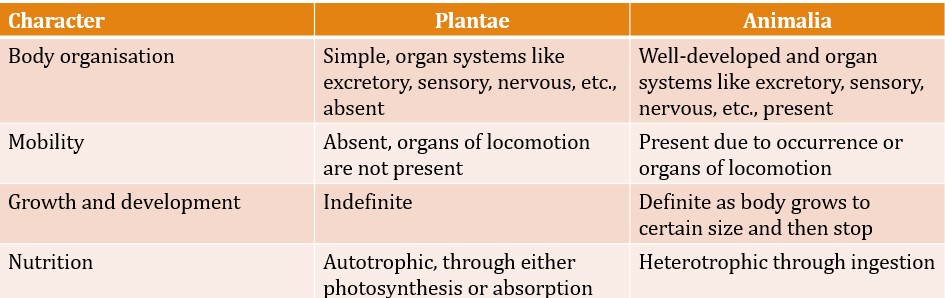 Character Plantae Animalia
Body organisation Simple, organ systems like Well-developed and organ
excretory, sensory, nervous, etc., systems like excretory, sensory,
absent nervous, etc., present
Mobility Absent, organs of locomotion Present due to occurrence or
are not present organs of locomotion
Growth and development Indefinite Definite as body grows to
certain size and then stop
Nutrition Autotrophic, through either Heterotrophic through ingestion
photosynthesis or absorption